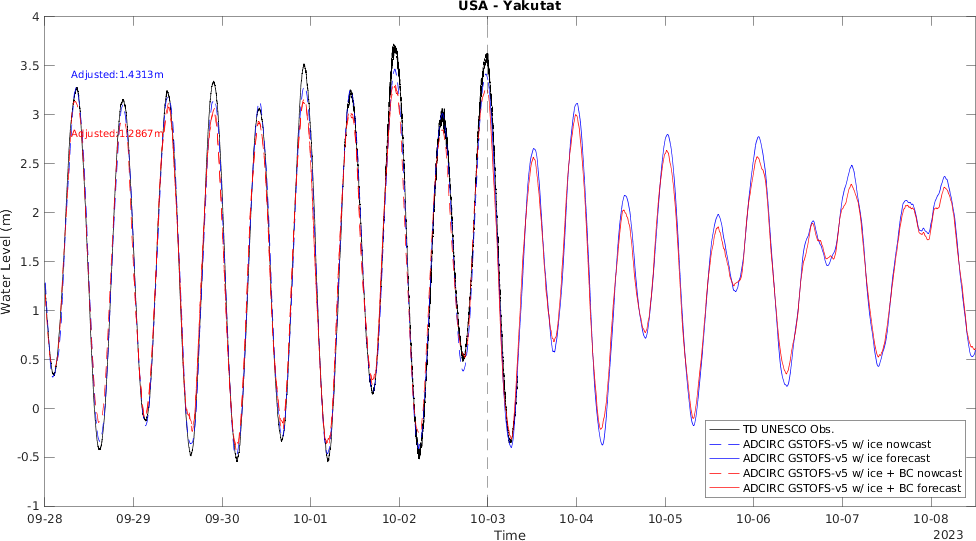 USA - Yakutat
4
3.5
3
2.5
2
1.5
1
0.5
0
-0.5
-1
Water Level (m)
Adjusted:1.4313m
Adjusted:1.2867m
TD UNESCO Obs.
ADCIRC GSTOFS-v5 w/ ice nowcast
ADCIRC GSTOFS-v5 w/ ice forecast
ADCIRC GSTOFS-v5 w/ ice + BC nowcast
ADCIRC GSTOFS-v5 w/ ice + BC forecast
09-28 09-29 09-30 10-01 10-02 10-03 10-04 10-05 10-06 10-07 10-08
Time
2023